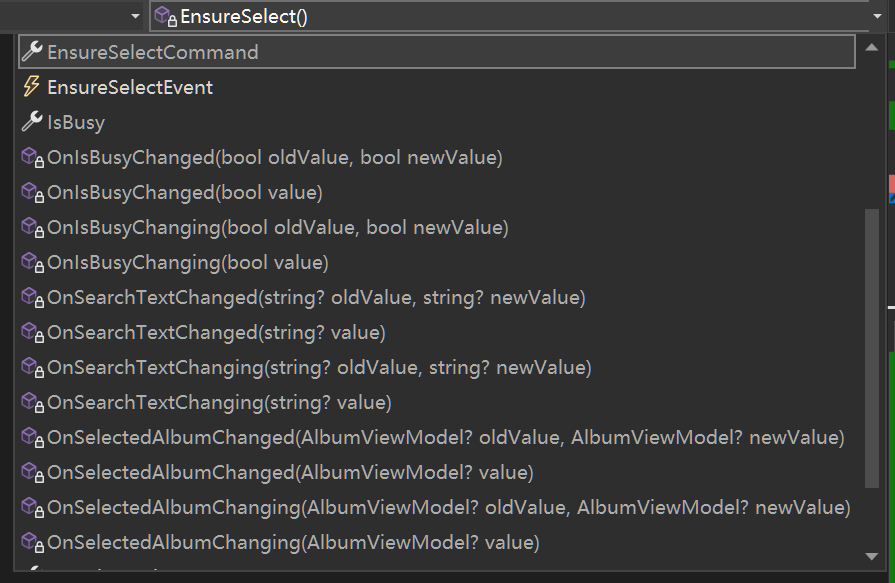 EnsureSelect()
EnsureSelectCommand
EnsureSelectEvent
IsBusy
OnIsBusyChanged(bool oldValue, bool newValue)
OnIsBusyChanged(bool value)
OnIsBusyChanging(bool oldValue, bool newValue)
OnIsBusyChanging(bool value)
OnSearchTextChanged(string? oldValue, string? newValue)
OnSearchTextChanged(string? value)
OnSearchTextChanging(string? oldValue, string? newValue)
OnSearchTextChanging(string? value)
OnSelectedAlbumChanged(AlbumViewModel? oldValue, AlbumViewModel? newValue)
OnSelectedAlbumChanged(AlbumViewModel? value)
OnSelectedAlbumChanging(AlbumViewModel? oldValue, AlbumViewModel? newValue)
OnSelectedAlbumChanging(AlbumViewModel? value)